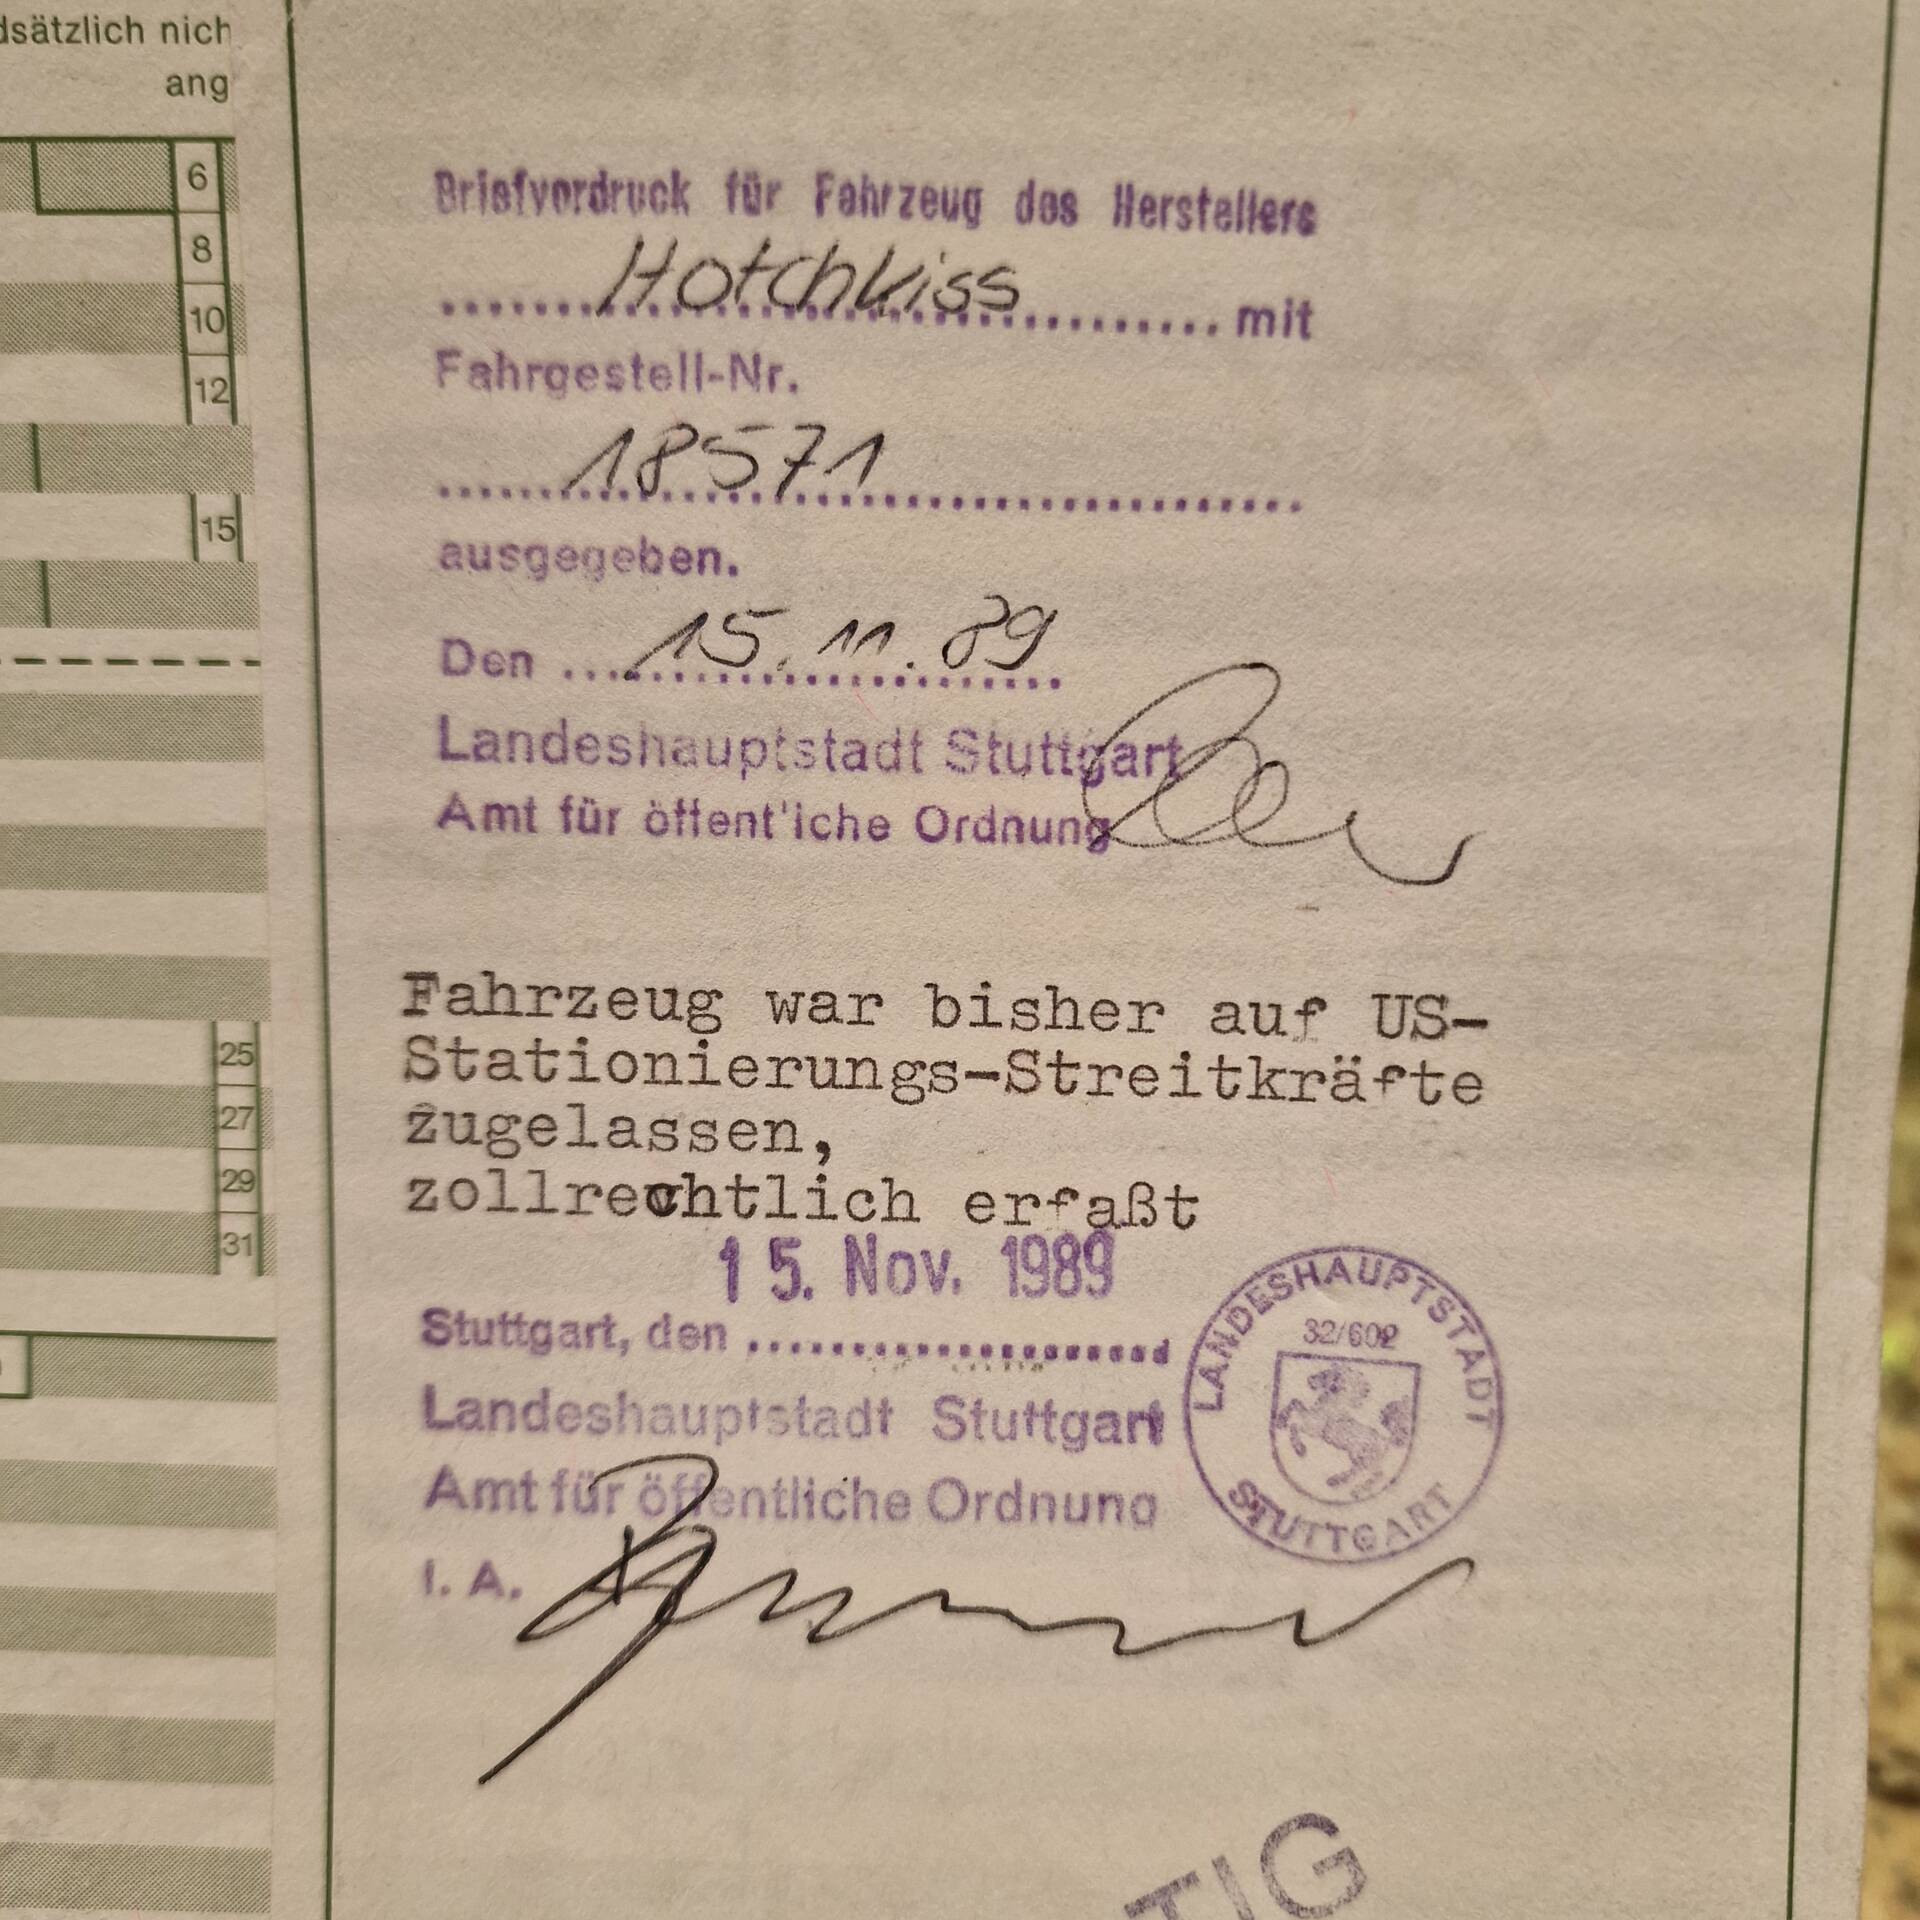 dsätzlich nich
ang
6
8
10
12
15
25
27
29
31
Briefvordruck für Fahrzeug des Herstellers
Hotchkiss mit
Fahrgestell-Nr.
18571
ausgegeben.
Den 15.11.89
Landeshauptstadt Stuttgart
Amt für öffent'iche Ordnung
Fahrzeug war bisher auf US-
Stationierungs-Streitkräfte
zugelassen,
zollrechtlich erfaßt
15. Nov. 1989
Stuttgart, den
Landeshauptstadt Stuttgart
Amt für öffentliche Ordnung
I. A.
LANDESHAUPTSTADT
32/602
STUTTGART
TIG